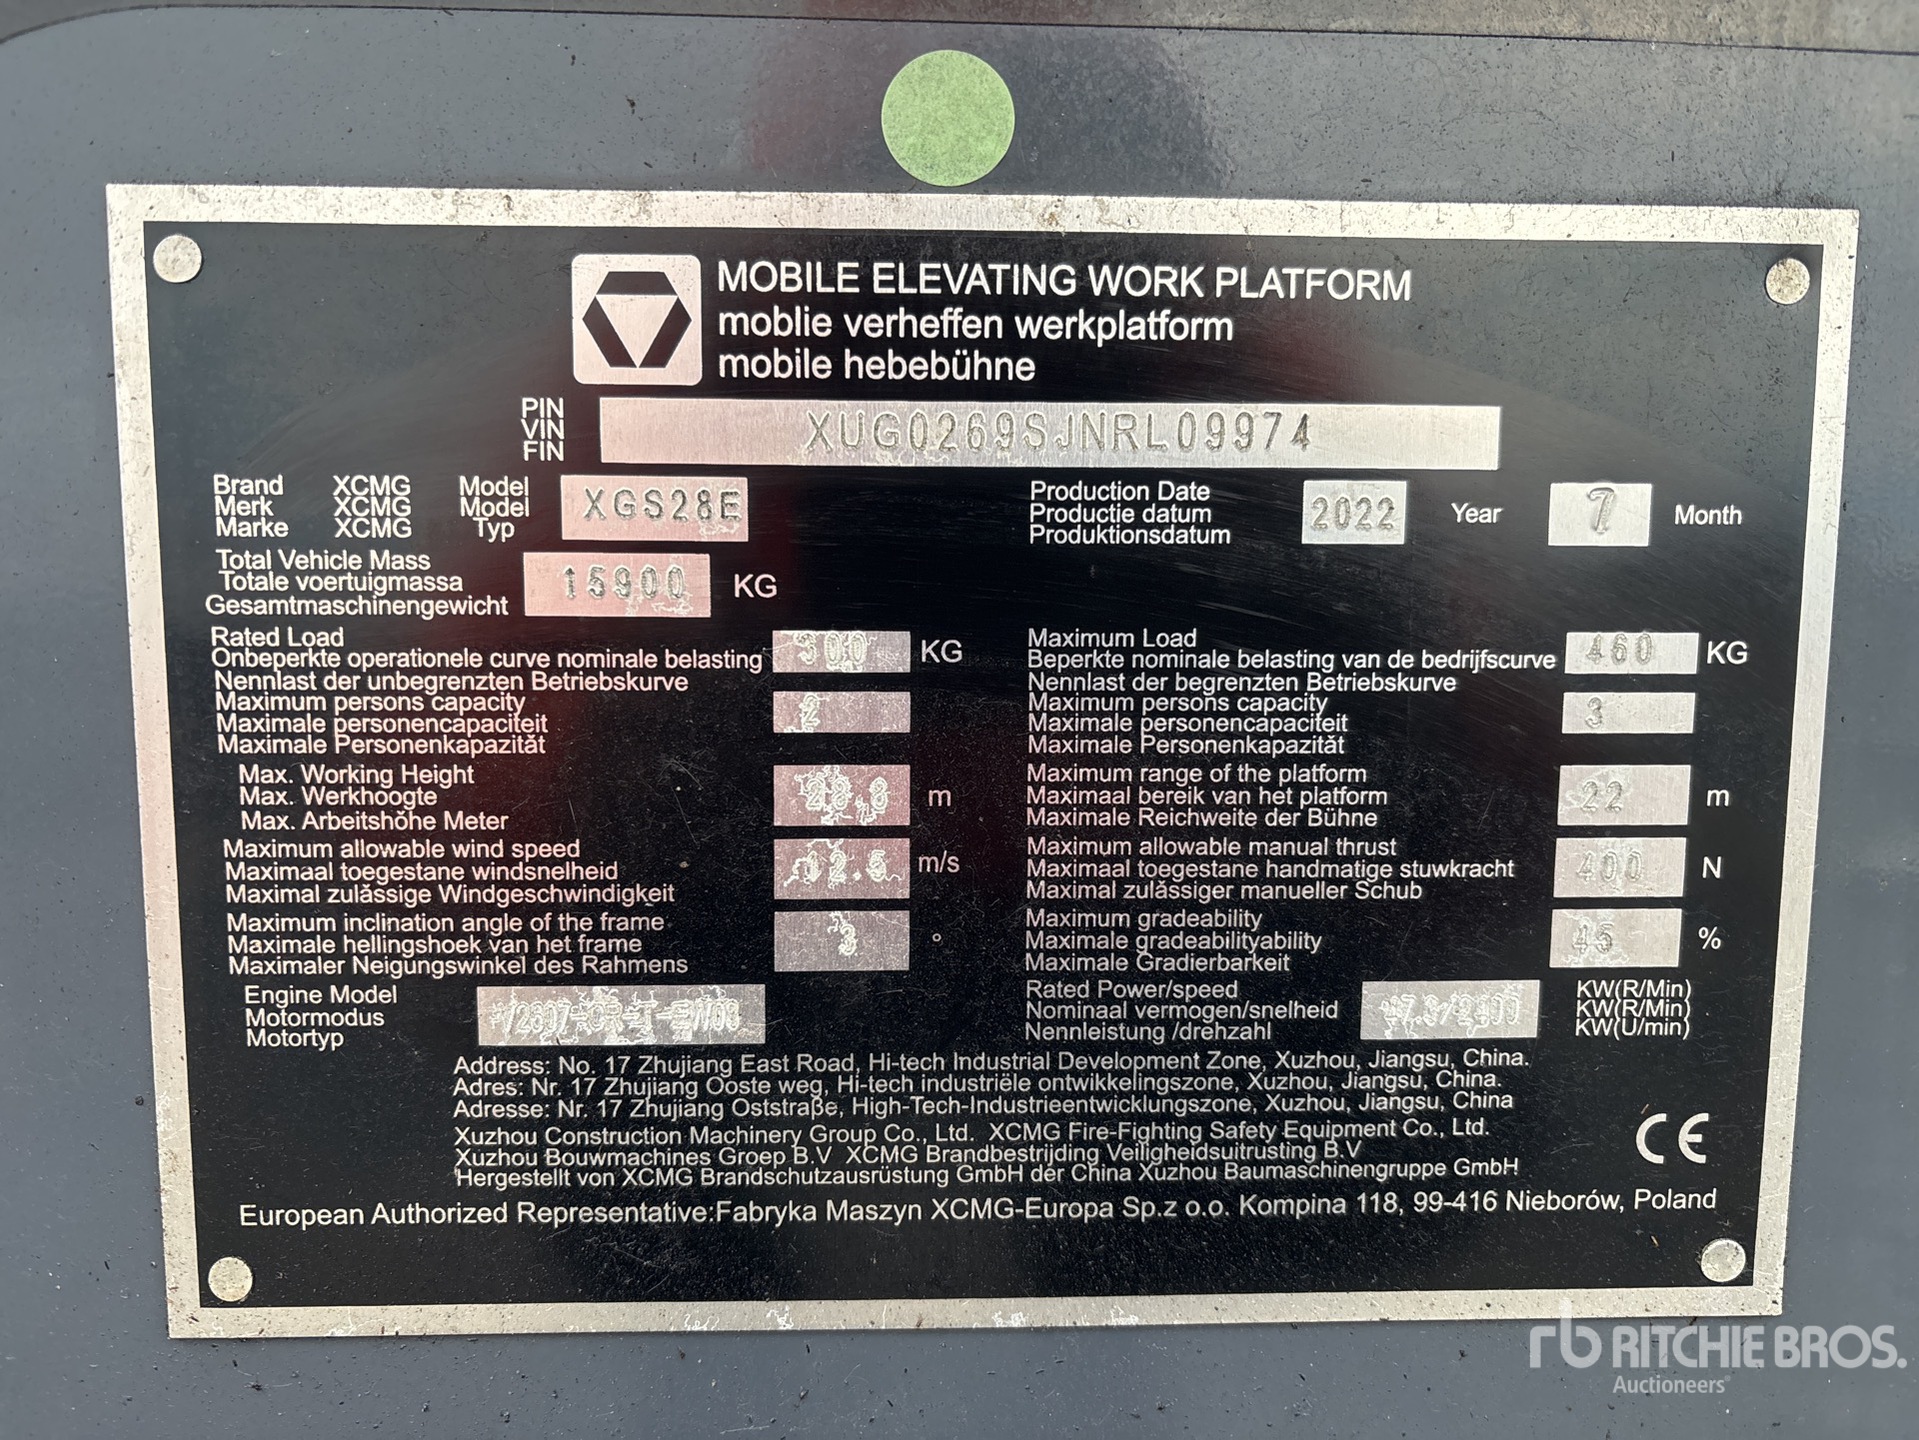 MOBILE ELEVATING WORK PLATFORM
moblie verheffen werkplatform
mobile hebebühne
PIN
VIN
FIN
XUG0269SJNRL09974
Brand XCMG Model
Merk XCMG Model
Marke XCMG Typ
XGS28E
Production Date
Productie datum
Produktionsdatum
2022 Year 7 Month
Total Vehicle Mass
Totale voertuigmassa
Gesamtmaschinengewicht
15900 KG
Rated Load
Onbeperkte operationele curve nominale belasting
Nennlast der unbegrenzten Betriebskurve
300 KG
Maximum Load
Beperkte nominale belasting van de bedrijfscurve
Nennlast der begrenzten Betriebskurve
460 KG
Maximum persons capacity
Maximale personencapaciteit
Maximale Personenkapazität
2
Maximum persons capacity
Maximale personencapaciteit
Maximale Personenkapazität
3
Max. Working Height
Max. Werkhoogte
Max. Arbeitshöhe Meter
m
Maximum range of the platform
Maximaal bereik van het platform
Maximale Reichweite der Bühne
22 m
Maximum allowable wind speed
Maximaal toegestane windsnelheid
Maximal zulässige Windgeschwindigkeit
12.5 m/s
Maximum allowable manual thrust
Maximaal toegestane handmatige stuwkracht
Maximal zulässiger manueller Schub
400 N
Maximum inclination angle of the frame
Maximale hellingshoek van het frame
Maximaler Neigungswinkel des Rahmens
3 °
Maximum gradeability
Maximale gradeabilityability
Maximale Gradierbarkeit
45 %
Engine Model
Motormodus
Motortyp
Rated Power/speed
Nominaal vermogen/snelheid
Nennleistung /drehzahl
KW(R/Min)
KW(R/Min)
KW(U/min)
Address: No. 17 Zhujiang East Road, Hi-tech Industrial Development Zone, Xuzhou, Jiangsu, China.
Adres: Nr. 17 Zhujiang Ooste weg, Hi-tech industriële ontwikkelingszone, Xuzhou, Jiangsu, China.
Adresse: Nr. 17 Zhujiang Oststraße, High-Tech-Industrieentwicklungszone, Xuzhou, Jiangsu, China
Xuzhou Construction Machinery Group Co., Ltd. XCMG Fire-Fighting Safety Equipment Co., Ltd.
Xuzhou Bouwmachines Groep B.V XCMG Brandbestrijding Veiligheidsuitrusting B.V
Hergestellt von XCMG Brandschutzausrüstung GmbH der China Xuzhou Baumaschinengruppe GmbH
CE
European Authorized Representative:Fabryka Maszyn XCMG-Europa Sp.z o.o. Kompina 118, 99-416 Nieborów, Poland
rb RITCHIE BROS.
Auctioneers